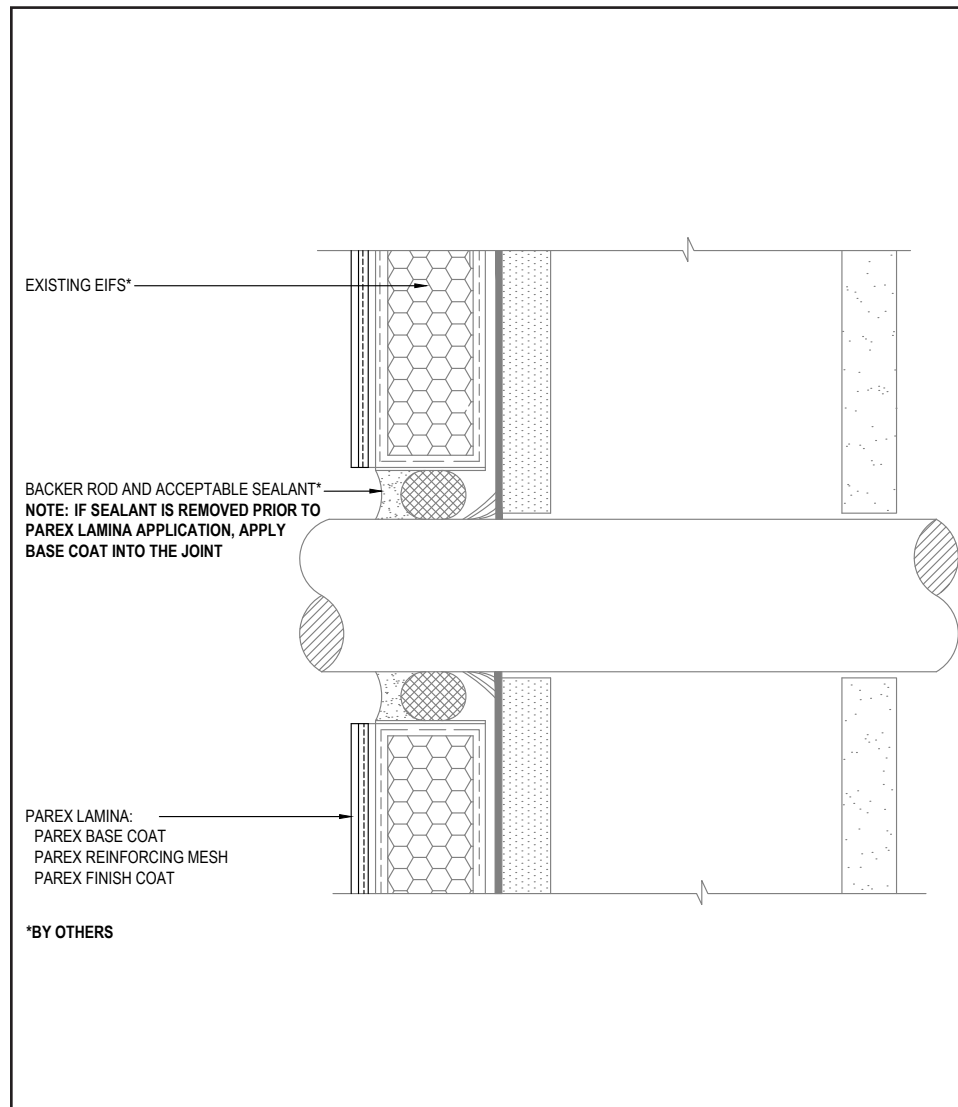 EXISTING EIFS*
BACKER ROD AND ACCEPTABLE SEALANT*
NOTE: IF SEALANT IS REMOVED PRIOR TO
PAREX LAMINA APPLICATION, APPLY
BASE COAT INTO THE JOINT
PAREX LAMINA:
PAREX BASE COAT
PAREX REINFORCING MESH
PAREX FINISH COAT
*BY OTHERS